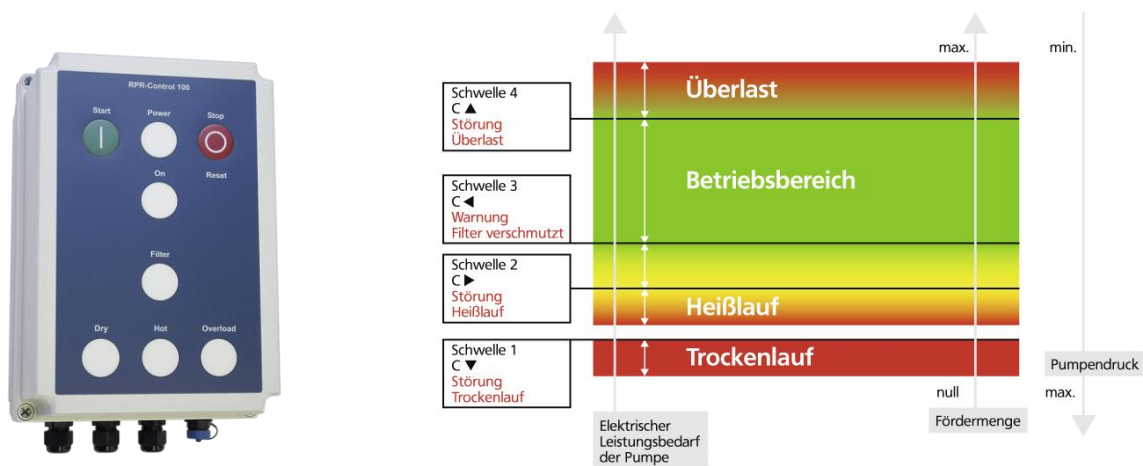 RPR-Control 100
Start
Power
Stop
On
Reset
Filter
Dry
Hot
Overload
Schwelle 4
C ▲
Störung
Überlast
Schwelle 3
C ◀
Warnung
Filter verschmutzt
Schwelle 2
C ▶
Störung
Heißlauf
Schwelle 1
C ▼
Störung
Trockenlauf
max.
min.
Überlast
Betriebsbereich
Heißlauf
Trockenlauf
Pumpendruck
null
max.
Elektrischer
Leistungsbedarf
der Pumpe
Fördermenge